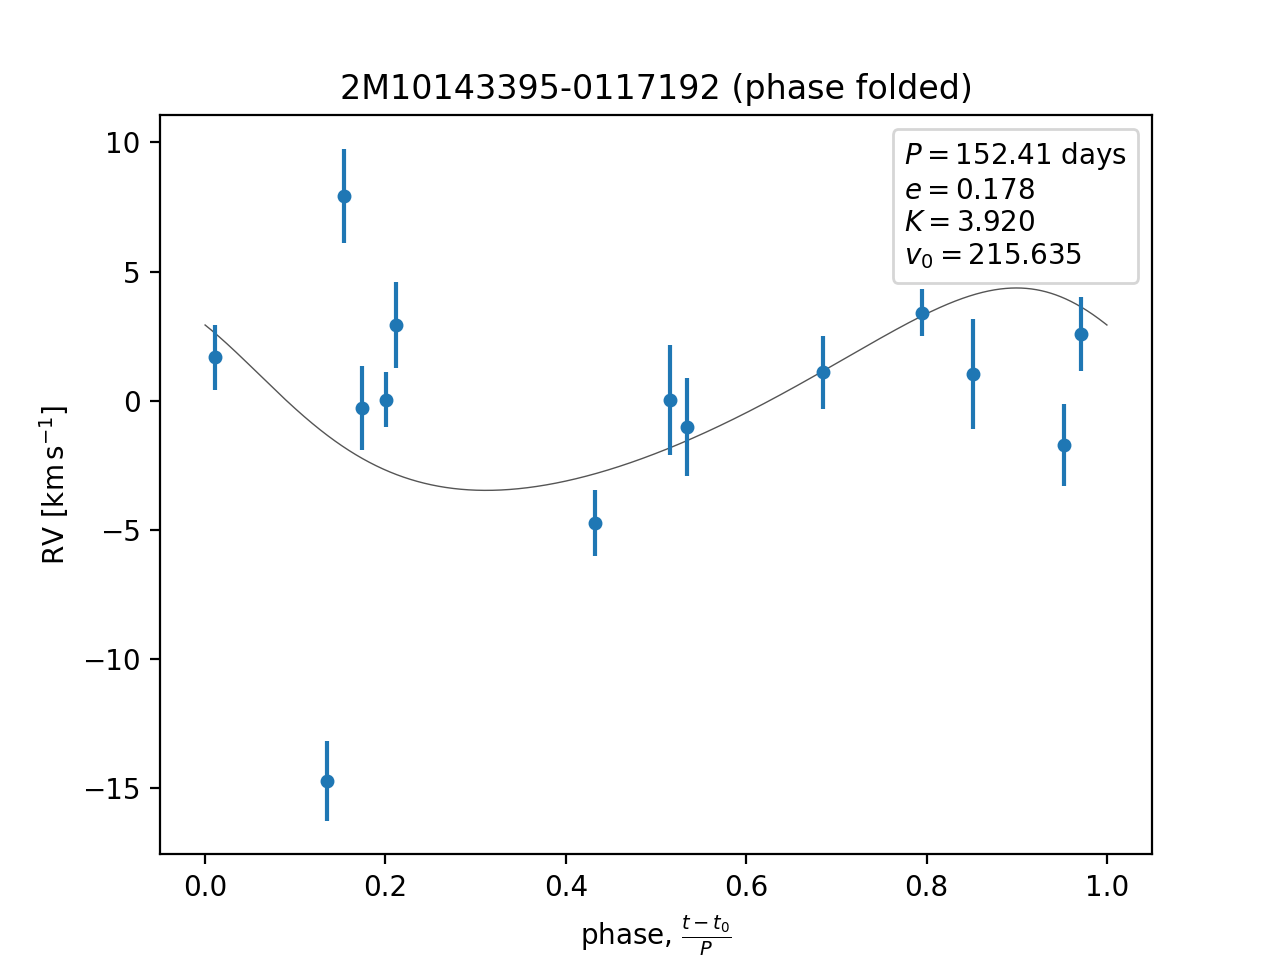 2M10143395-0117192 (phase folded)
P = 152.41 days
e = 0.178
K = 3.920
v₀ = 215.635
10
5
0
−5
−10
−15
RV [km s⁻¹]
0.0 0.2 0.4 0.6 0.8 1.0
phase, (t − t₀)/P